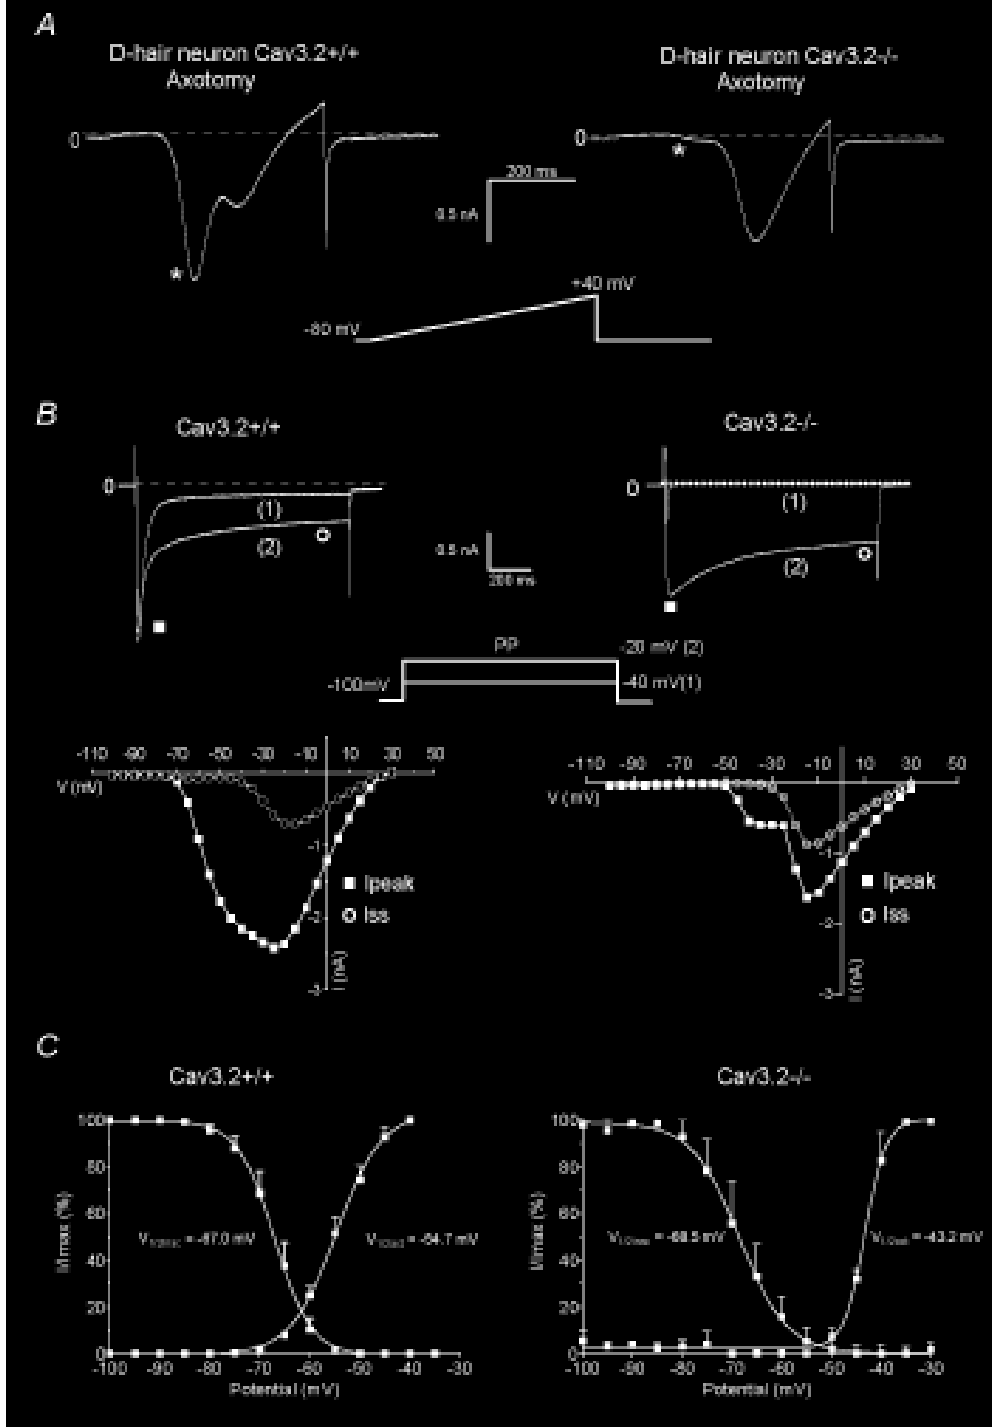 A
D-hair neuron Cav3.2+/+
Axotomy
D-hair neuron Cav3.2-/-
Axotomy
0
*
200 ms
0.5 nA
0
*
+40 mV
-80 mV
B
Cav3.2+/+
Cav3.2-/-
0
(1)
(2)
0.5 nA
200 ms
0
(1)
(2)
PP
-20 mV (2)
-100mV
-40 mV(1)
-110 -90 -70 -50 -30 -10 10 30 50
V (mV)
-1
-2
-3
I (nA)
Ipeak
Iss
-110 -90 -70 -50 -30 -10 10 30 50
V (mV)
-1
-2
-3
I (nA)
Ipeak
Iss
C
Cav3.2+/+
Cav3.2-/-
100
80
60
40
20
0
I/Imax (%)
= -67.0 mV
= -54.7 mV
-100 -90 -80 -70 -60 -50 -40 -30
Potential (mV)
100
80
60
40
20
0
I/Imax (%)
= -68.5 mV
= -43.2 mV
-100 -90 -80 -70 -60 -50 -40 -30
Potential (mV)